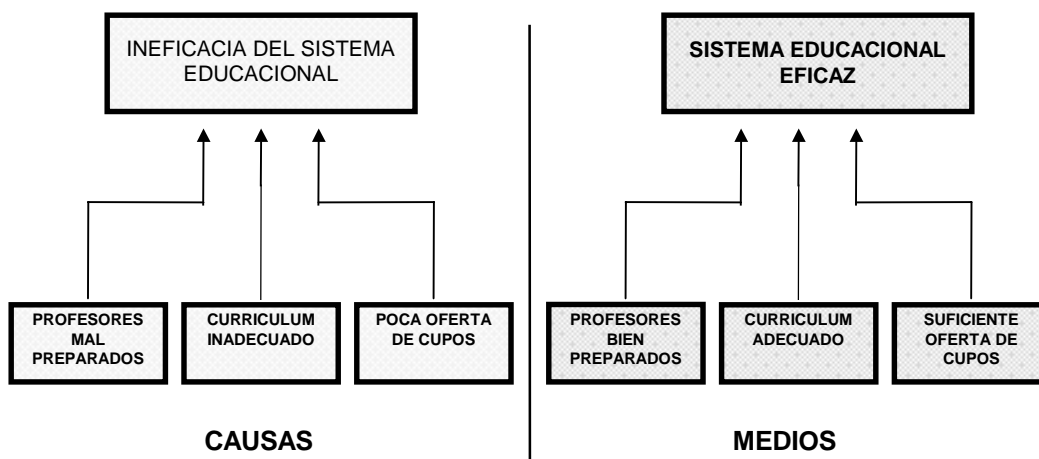 INEFICACIA DEL SISTEMA
EDUCACIONAL
PROFESORES
MAL
PREPARADOS
CURRICULUM
INADECUADO
POCA OFERTA
DE CUPOS
CAUSAS
SISTEMA EDUCACIONAL
EFICAZ
PROFESORES
BIEN
PREPARADOS
CURRICULUM
ADECUADO
SUFICIENTE
OFERTA DE
CUPOS
MEDIOS